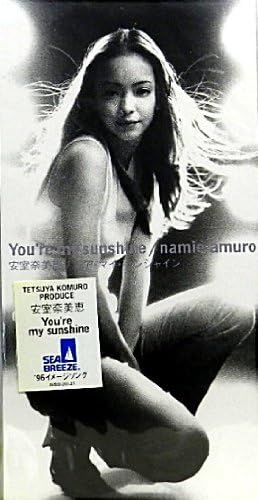 You're my sunshine / namie amuro
安室奈美恵 ユア・マイ・サンシャイン
TETSUYA KOMURO
PRODUCE
安室奈美恵
You're
my sunshine
SEA
BREEZE.
'96イメージソング